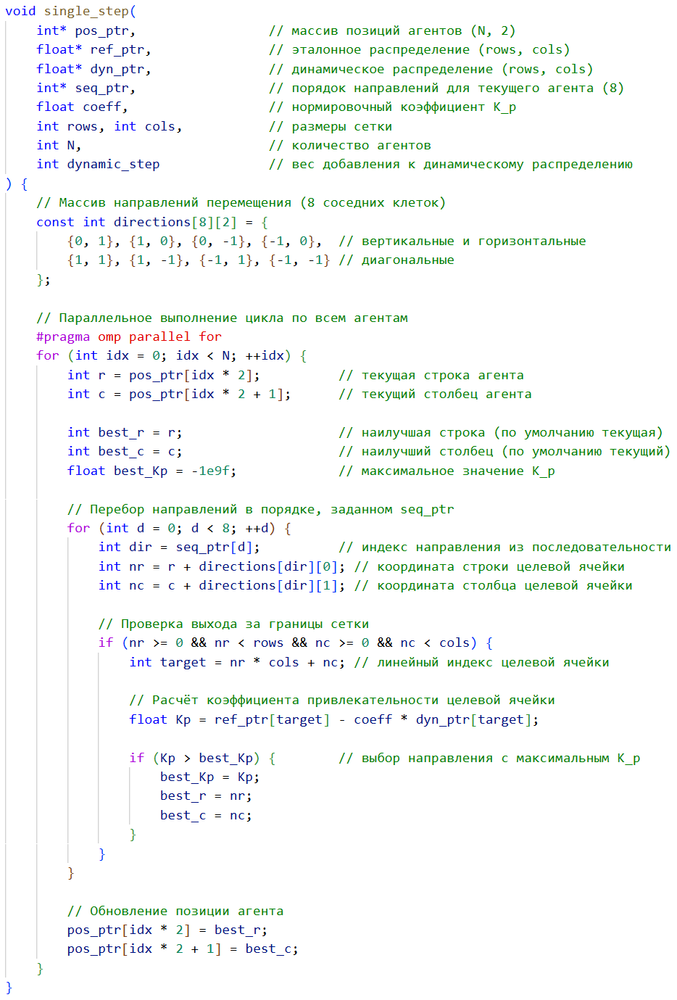 void single_step(
    int* pos_ptr,                 // массив позиций агентов (N, 2)
    float* ref_ptr,               // эталонное распределение (rows, cols)
    float* dyn_ptr,               // динамическое распределение (rows, cols)
    int* seq_ptr,                 // порядок направлений для текущего агента (8)
    float coeff,                  // нормировочный коэффициент K_p
    int rows, int cols,           // размеры сетки
    int N,                        // количество агентов
    int dynamic_step              // вес добавления к динамическому распределению
) {
    // Массив направлений перемещения (8 соседних клеток)
    const int directions[8][2] = {
        {0, 1}, {1, 0}, {0, -1}, {-1, 0},  // вертикальные и горизонтальные
        {1, 1}, {1, -1}, {-1, 1}, {-1, -1} // диагональные
    };

    // Параллельное выполнение цикла по всем агентам
    #pragma omp parallel for
    for (int idx = 0; idx < N; ++idx) {
        int r = pos_ptr[idx * 2];          // текущая строка агента
        int c = pos_ptr[idx * 2 + 1];      // текущий столбец агента

        int best_r = r;                    // наилучшая строка (по умолчанию текущая)
        int best_c = c;                    // наилучший столбец (по умолчанию текущий)
        float best_Kp = -1e9f;             // максимальное значение K_p

        // Перебор направлений в порядке, заданном seq_ptr
        for (int d = 0; d < 8; ++d) {
            int dir = seq_ptr[d];          // индекс направления из последовательности
            int nr = r + directions[dir][0]; // координата строки целевой ячейки
            int nc = c + directions[dir][1]; // координата столбца целевой ячейки

            // Проверка выхода за границы сетки
            if (nr >= 0 && nr < rows && nc >= 0 && nc < cols) {
                int target = nr * cols + nc; // линейный индекс целевой ячейки

                // Расчёт коэффициента привлекательности целевой ячейки
                float Kp = ref_ptr[target] - coeff * dyn_ptr[target];

                if (Kp > best_Kp) {        // выбор направления с максимальным K_p
                    best_Kp = Kp;
                    best_r = nr;
                    best_c = nc;
                }
            }
        }

        // Обновление позиции агента
        pos_ptr[idx * 2] = best_r;
        pos_ptr[idx * 2 + 1] = best_c;
    }
}